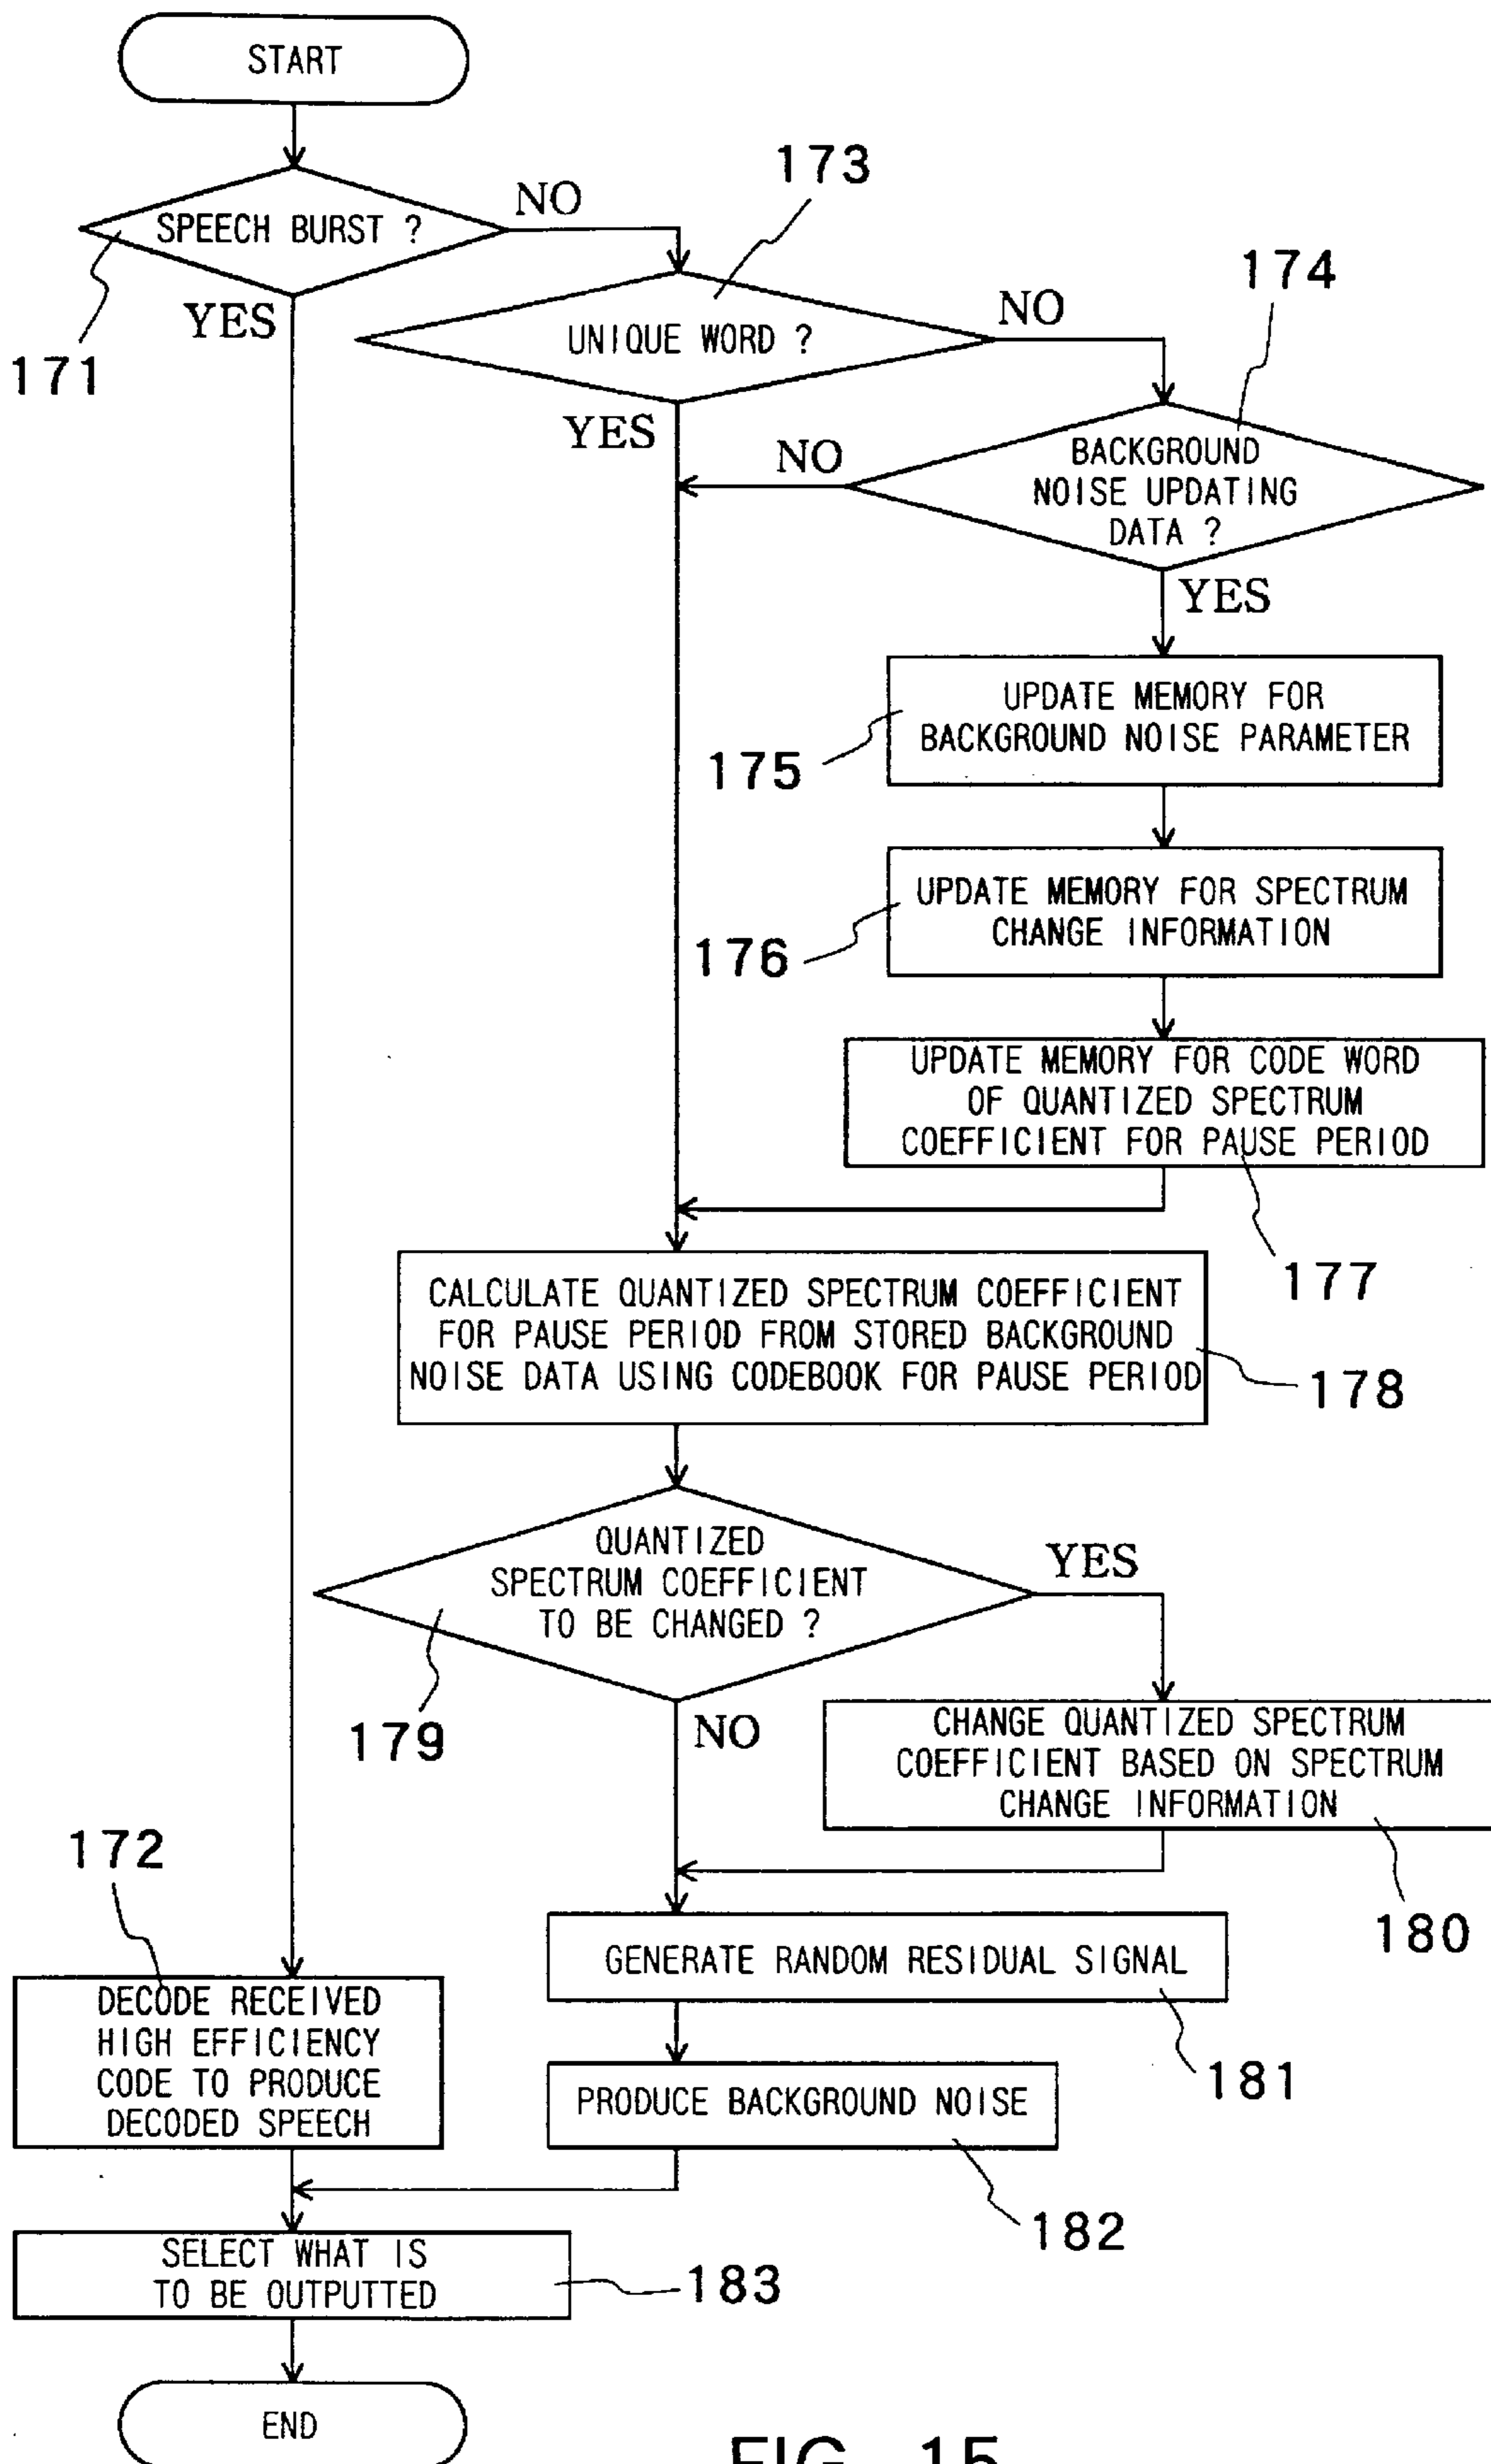 START
SPEECH BURST ?
NO
YES
171
173
UNIQUE WORD ?
NO
YES
174
BACKGROUND
NOISE UPDATING
DATA ?
NO
YES
UPDATE MEMORY FOR
BACKGROUND NOISE PARAMETER
175
UPDATE MEMORY FOR SPECTRUM
CHANGE INFORMATION
176
UPDATE MEMORY FOR CODE WORD
OF QUANTIZED SPECTRUM
COEFFICIENT FOR PAUSE PERIOD
177
CALCULATE QUANTIZED SPECTRUM COEFFICIENT
FOR PAUSE PERIOD FROM STORED BACKGROUND
NOISE DATA USING CODEBOOK FOR PAUSE PERIOD
178
QUANTIZED
SPECTRUM COEFFICIENT
TO BE CHANGED ?
YES
179
NO
CHANGE QUANTIZED SPECTRUM
COEFFICIENT BASED ON SPECTRUM
CHANGE INFORMATION
180
172
DECODE RECEIVED
HIGH EFFICIENCY
CODE TO PRODUCE
DECODED SPEECH
GENERATE RANDOM RESIDUAL SIGNAL
181
PRODUCE BACKGROUND NOISE
182
SELECT WHAT IS
TO BE OUTPUTTED
183
END
FIG. 15